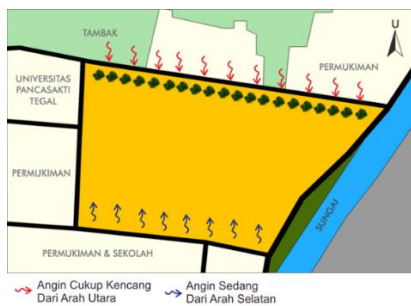 TAMBAK
U
PERMUKIMAN
UNIVERSITAS
PANCASAKTI
TEGAL
PERMUKIMAN
SUNGAI
PERMUKIMAN & SEKOLAH
Angin Cukup Kencang
Dari Arah Utara
Angin Sedang
Dari Arah Selatan